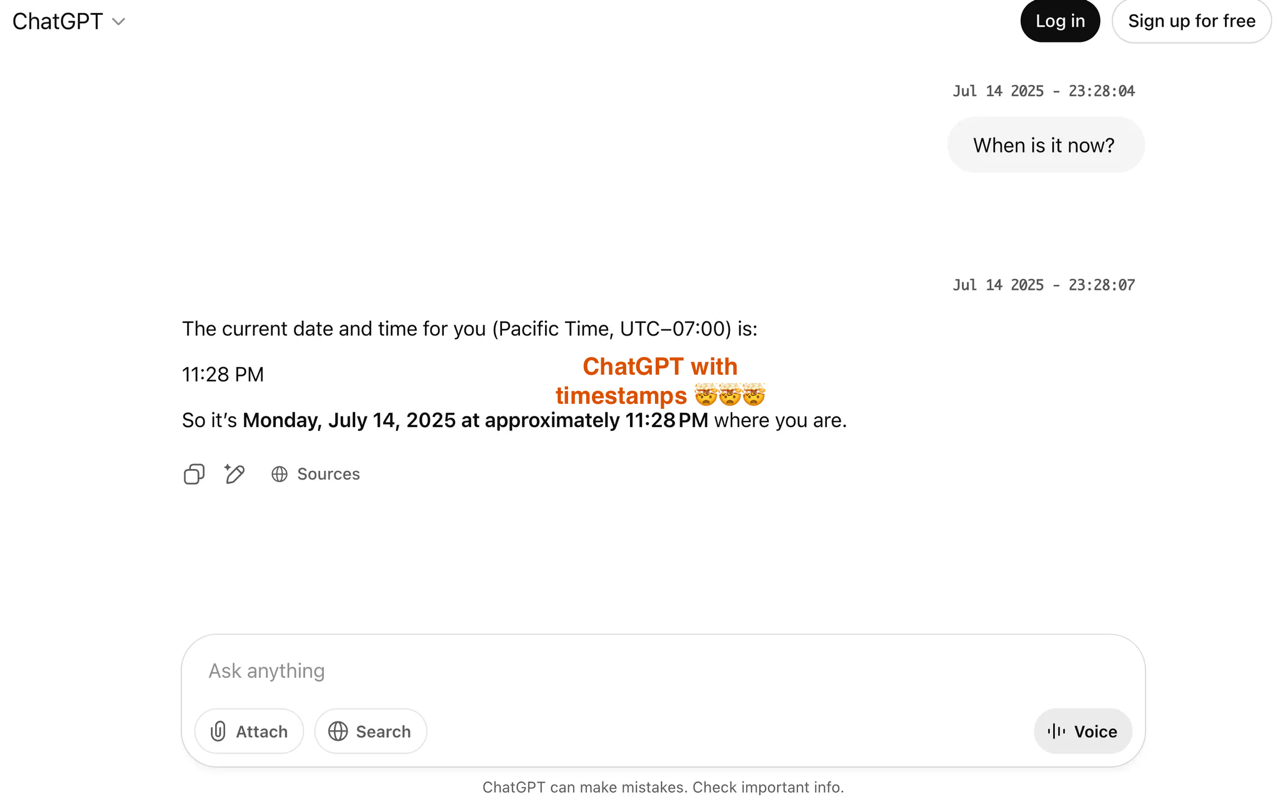 ChatGPT
Log in
Sign up for free
Jul 14 2025 - 23:28:04
When is it now?
Jul 14 2025 - 23:28:07
The current date and time for you (Pacific Time, UTC−07:00) is:
11:28 PM
ChatGPT with
timestamps 🤯🤯🤯
So it’s Monday, July 14, 2025 at approximately 11:28 PM where you are.
Sources
Ask anything
Attach
Search
Voice
ChatGPT can make mistakes. Check important info.